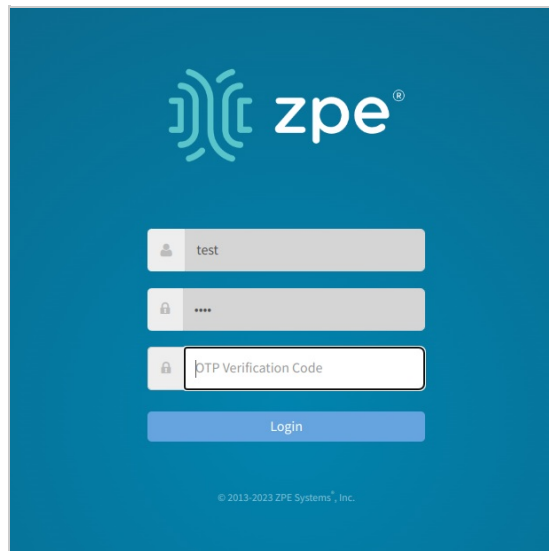 zpe®
test
••••
OTP Verification Code
Login
© 2013-2023 ZPE Systems®, Inc.